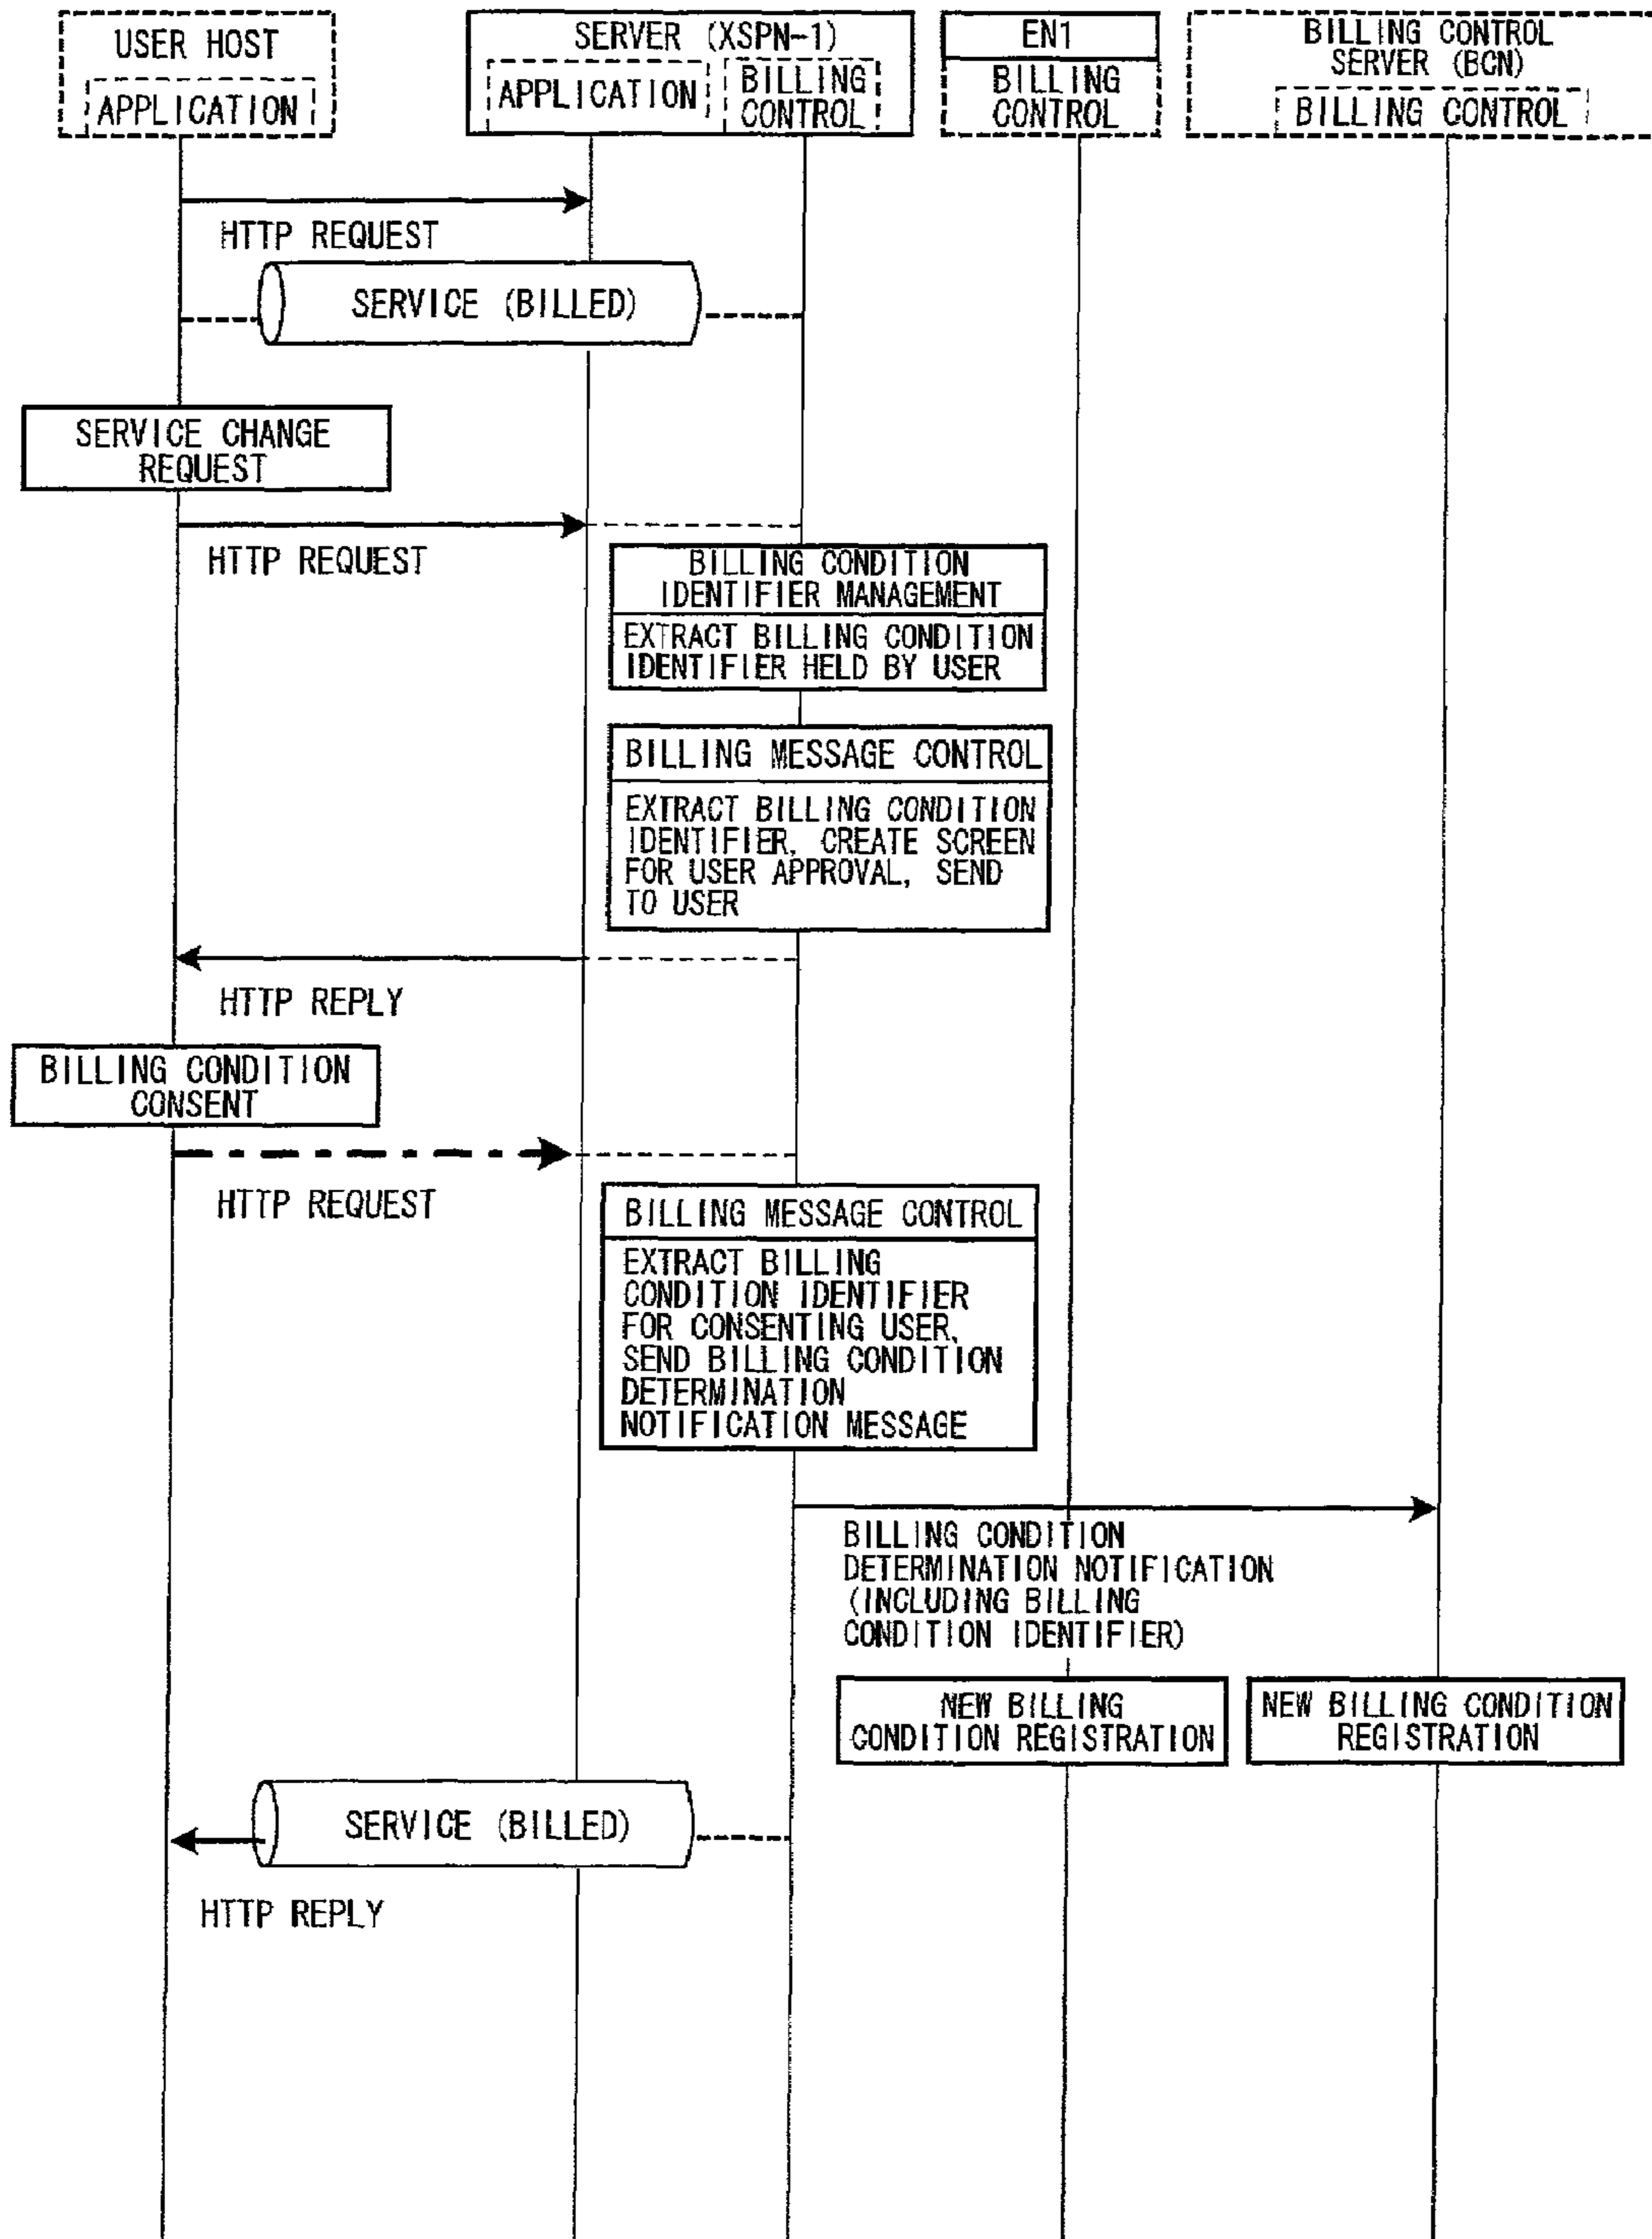 USER HOST
APPLICATION
SERVER (XSPN-1)
APPLICATION
BILLING
CONTROL
EN1
BILLING
CONTROL
BILLING CONTROL
SERVER (BCN)
BILLING CONTROL
HTTP REQUEST
SERVICE (BILLED)
SERVICE CHANGE
REQUEST
HTTP REQUEST
BILLING CONDITION
IDENTIFIER MANAGEMENT
EXTRACT BILLING CONDITION
IDENTIFIER HELD BY USER
BILLING MESSAGE CONTROL
EXTRACT BILLING CONDITION
IDENTIFIER, CREATE SCREEN
FOR USER APPROVAL, SEND
TO USER
HTTP REPLY
BILLING CONDITION
CONSENT
HTTP REQUEST
BILLING MESSAGE CONTROL
EXTRACT BILLING
CONDITION IDENTIFIER
FOR CONSENTING USER,
SEND BILLING CONDITION
DETERMINATION
NOTIFICATION MESSAGE
BILLING CONDITION
DETERMINATION NOTIFICATION
(INCLUDING BILLING
CONDITION IDENTIFIER)
NEW BILLING
CONDITION REGISTRATION
NEW BILLING CONDITION
REGISTRATION
SERVICE (BILLED)
HTTP REPLY